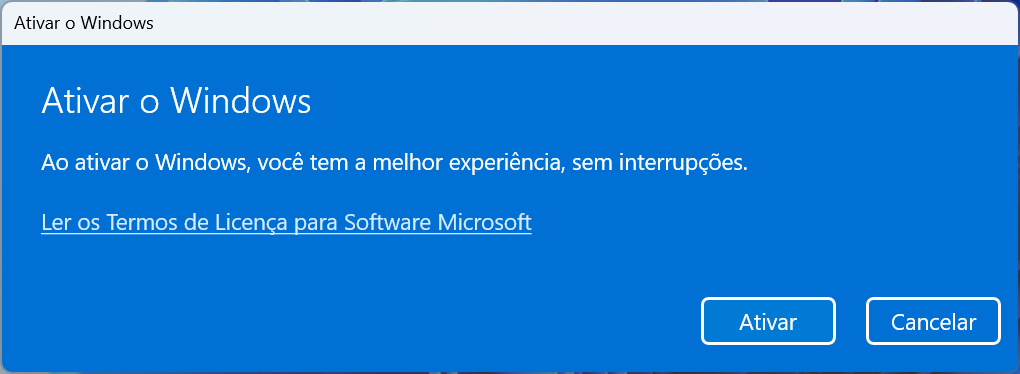 Ativar o Windows
Ativar o Windows
Ao ativar o Windows, você tem a melhor experiência, sem interrupções.
Ler os Termos de Licença para Software Microsoft
Ativar
Cancelar